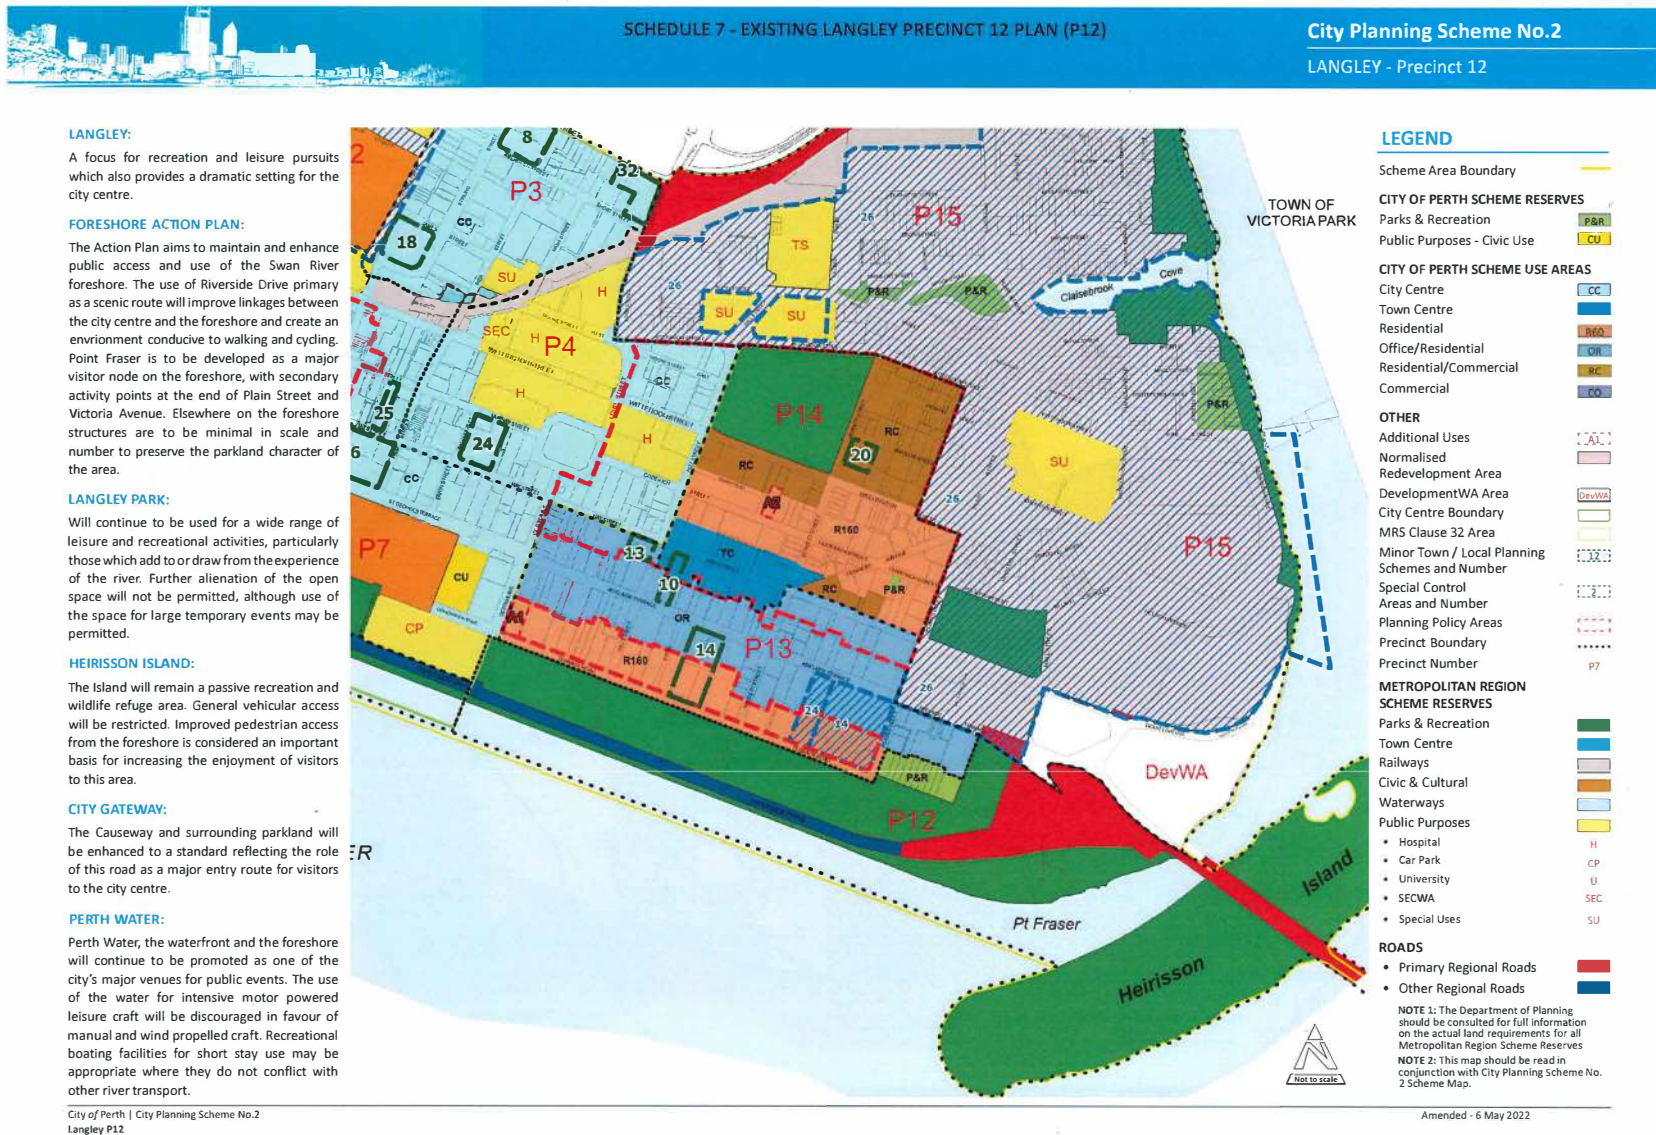 SCHEDULE 7 - EXISTING LANGLEY PRECINCT 12 PLAN (P12)
City Planning Scheme No.2
LANGLEY - Precinct 12
LANGLEY:
A focus for recreation and leisure pursuits
which also provides a dramatic setting for the
city centre.
FORESHORE ACTION PLAN:
The Action Plan aims to maintain and enhance
public access and use of the Swan River
foreshore. The use of Riverside Drive primary
as a scenic route will improve linkages between
the city centre and the foreshore and create an
envrionment conducive to walking and cycling.
Point Fraser is to be developed as a major
visitor node on the foreshore, with secondary
activity points at the end of Plain Street and
Victoria Avenue. Elsewhere on the foreshore
structures are to be minimal in scale and
number to preserve the parkland character of
the area.
LANGLEY PARK:
Will continue to be used for a wide range of
leisure and recreational activities, particularly
those which add to or draw from the experience
of the river. Further alienation of the open
space will not be permitted, although use of
the space for large temporary events may be
permitted.
HEIRISSON ISLAND:
The Island will remain a passive recreation and
wildlife refuge area. General vehicular access
will be restricted. Improved pedestrian access
from the foreshore is considered an important
basis for increasing the enjoyment of visitors
to this area.
CITY GATEWAY:
The Causeway and surrounding parkland will
be enhanced to a standard reflecting the role
of this road as a major entry route for visitors
to the city centre.
PERTH WATER:
Perth Water, the waterfront and the foreshore
will continue to be promoted as one of the
city's major venues for public events. The use
of the water for intensive motor powered
leisure craft will be discouraged in favour of
manual and wind propelled craft. Recreational
boating facilities for short stay use may be
appropriate where they do not conflict with
other river transport.
2
8
32
P3
CC
18
SU
H
SEC
H
P4
H
CC
H
25
6
24
CC
ST GEORGES TERRACE
P7
CU
CP
TS
26
P15
26
SU
SU
P&R
P&R
Claisebrook
Cove
TOWN OF
VICTORIA PARK
P14
RC
20
RC
A2
R160
P&R
SU
26
P15
13
TC
10
RC
P&R
OR
A1
R160
14
P13
24
14
26
P&R
DevWA
P12
ER
Pt Fraser
Heirisson
Island
LEGEND
Scheme Area Boundary
CITY OF PERTH SCHEME RESERVES
Parks & Recreation P&R
Public Purposes - Civic Use CU
CITY OF PERTH SCHEME USE AREAS
City Centre CC
Town Centre
Residential R60
Office/Residential OR
Residential/Commercial RC
Commercial CO
OTHER
Additional Uses A1
Normalised
Redevelopment Area
DevelopmentWA Area DevWA
City Centre Boundary
MRS Clause 32 Area
Minor Town / Local Planning
Schemes and Number 12
Special Control
Areas and Number 2
Planning Policy Areas
Precinct Boundary
Precinct Number P7
METROPOLITAN REGION
SCHEME RESERVES
Parks & Recreation
Town Centre
Railways
Civic & Cultural
Waterways
Public Purposes
• Hospital H
• Car Park CP
• University U
• SECWA SEC
• Special Uses SU
ROADS
• Primary Regional Roads
• Other Regional Roads
NOTE 1: The Department of Planning
should be consulted for full information
on the actual land requirements for all
Metropolitan Region Scheme Reserves
NOTE 2: This map should be read in
conjunction with City Planning Scheme No.
2 Scheme Map.
N
Not to scale
City of Perth | City Planning Scheme No.2
Langley P12
Amended - 6 May 2022